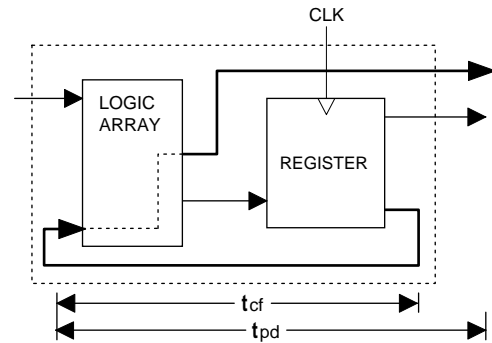 CLK
LOGIC
ARRAY
REGISTER
tcf
tpd